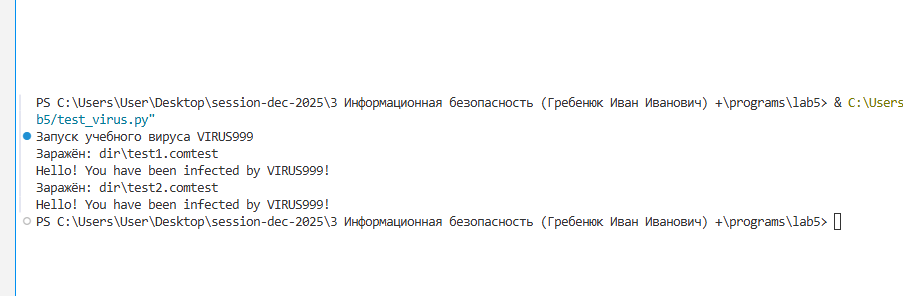 PS C:\Users\User\Desktop\session-dec-2025\3 Информационная безопасность (Гребенюк Иван Иванович) +\programs\lab5> & C:\Users
b5/test_virus.py"
Запуск учебного вируса VIRUS999
Заражён: dir\test1.comtest
Hello! You have been infected by VIRUS999!
Заражён: dir\test2.comtest
Hello! You have been infected by VIRUS999!
PS C:\Users\User\Desktop\session-dec-2025\3 Информационная безопасность (Гребенюк Иван Иванович) +\programs\lab5>